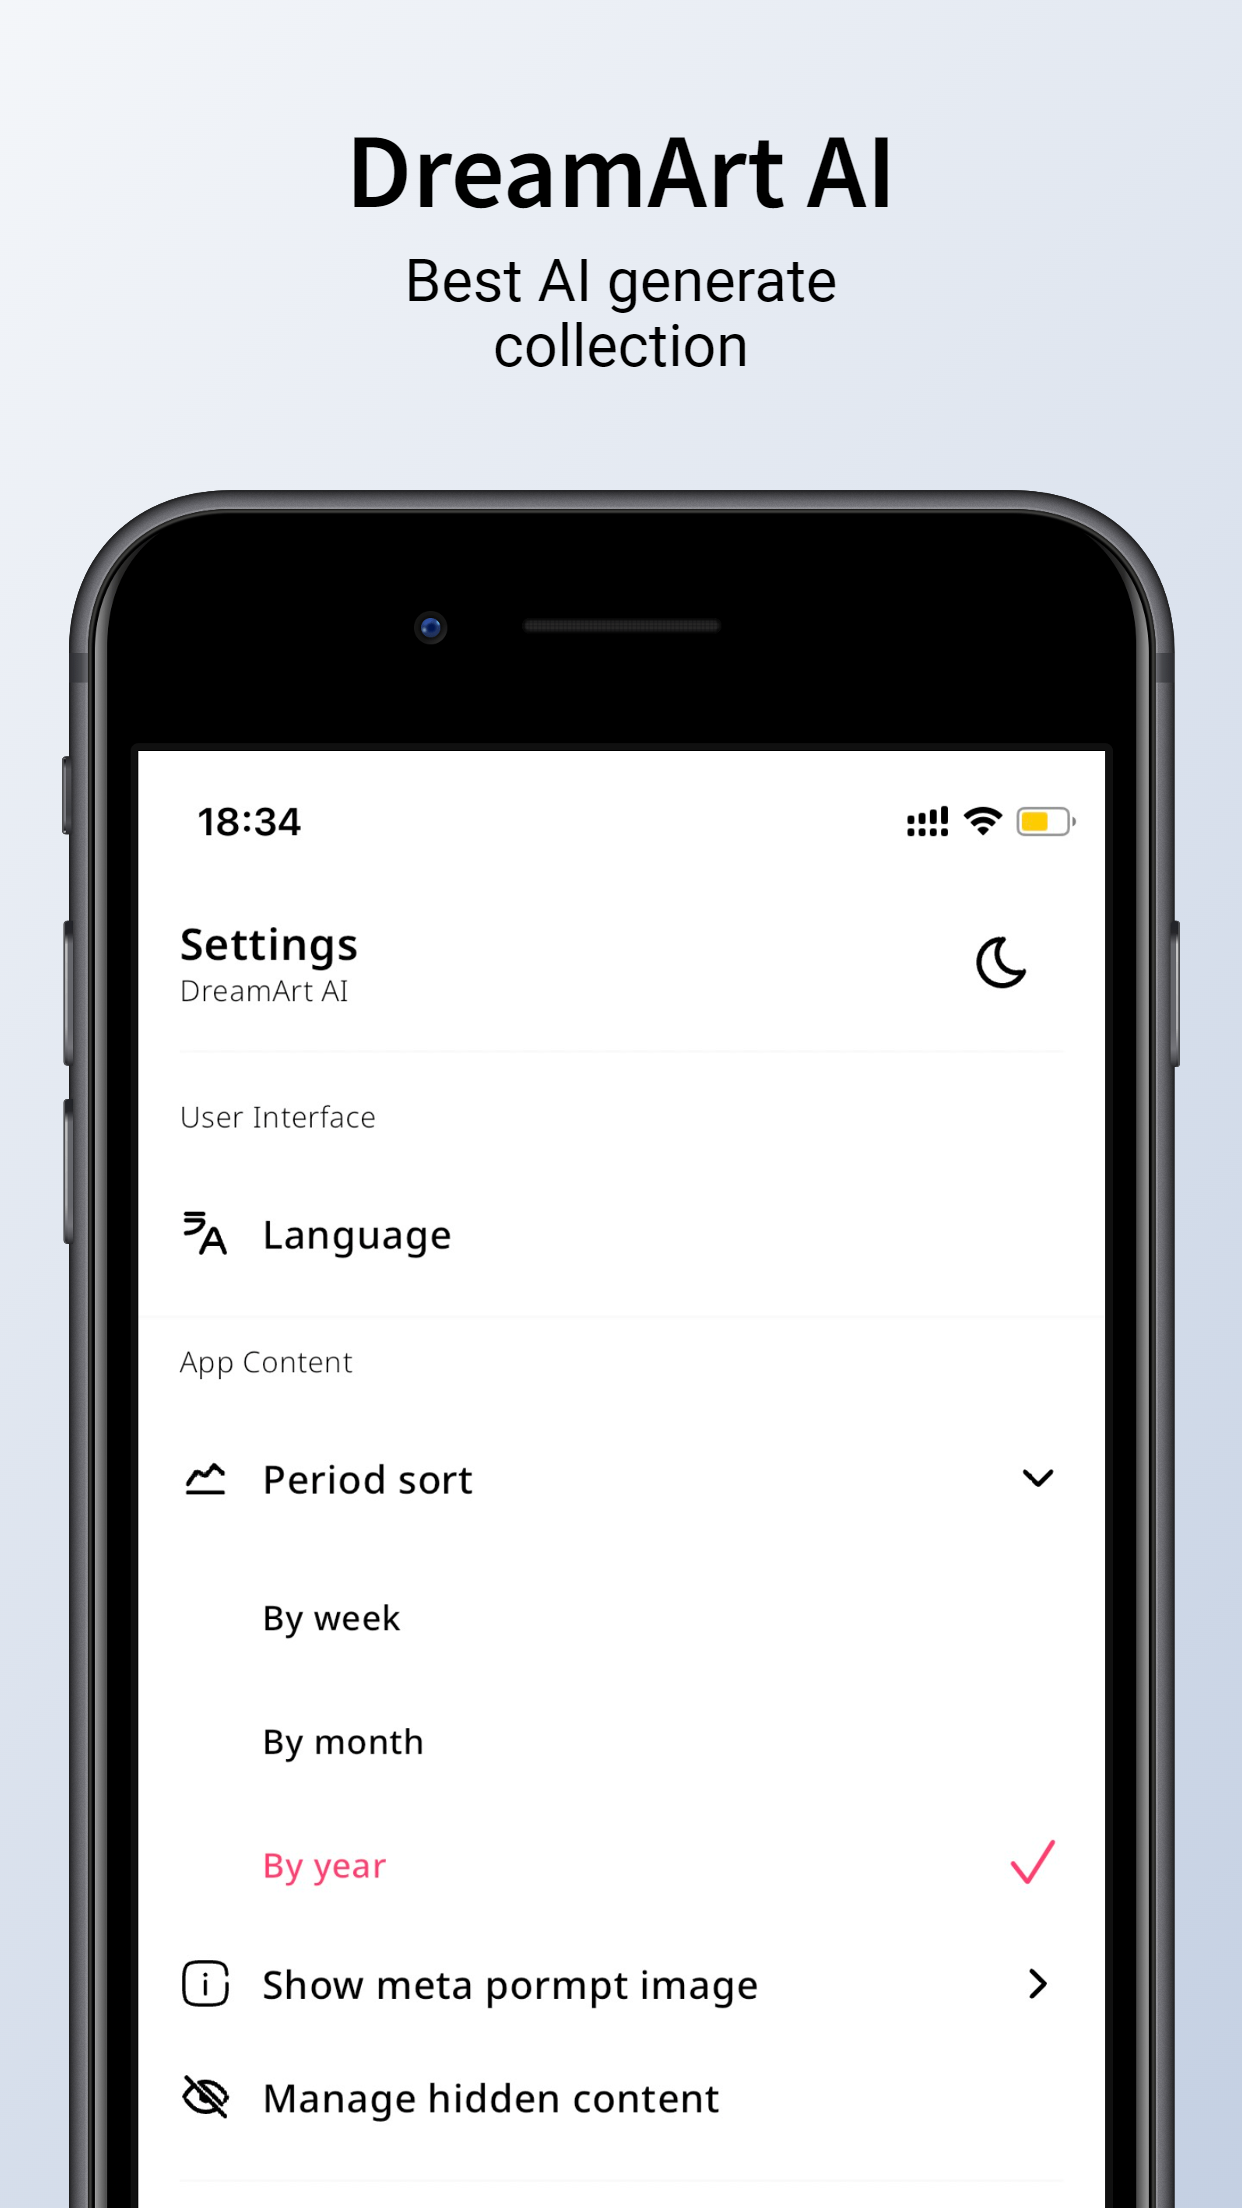 DreamArt AI
Best AI generate
collection
18:34
Settings
DreamArt AI
User Interface
Language
App Content
Period sort
By week
By month
By year
Show meta pormpt image
Manage hidden content